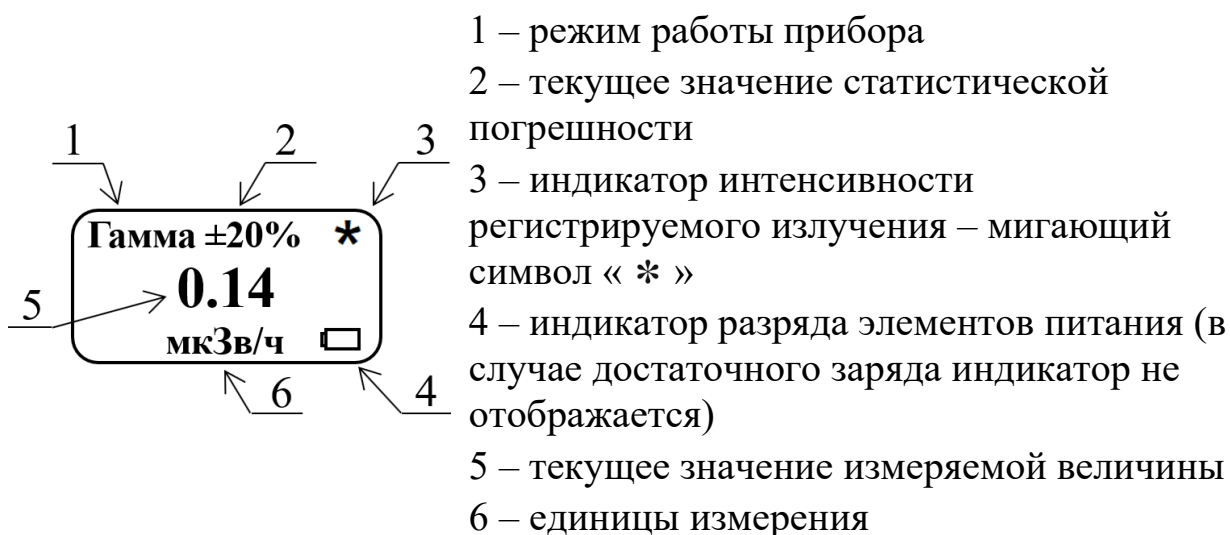 1 – режим работы прибора
2 – текущее значение статистической
погрешности
3 – индикатор интенсивности
регистрируемого излучения – мигающий
символ « * »
4 – индикатор разряда элементов питания (в
случае достаточного заряда индикатор не
отображается)
5 – текущее значение измеряемой величины
6 – единицы измерения
1 2 3
Гамма ±20% *
0.14
5
мкЗв/ч
6 4